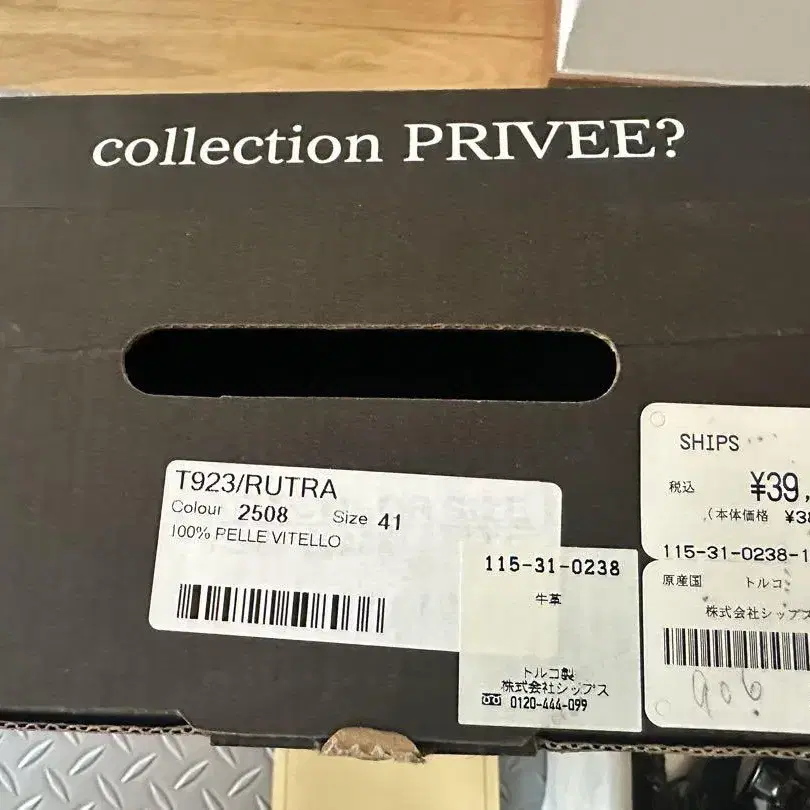 collection PRIVEE?
T923/RUTRA
Colour 2508 Size 41
100% PELLE VITELLO
115-31-0238
牛革
トルコ製
株式会社シップス
0120-444-099
SHIPS
税込 ¥39,
(本体価格 ¥38
115-31-0238-1
原産国 トルコ
株式会社シップス
906